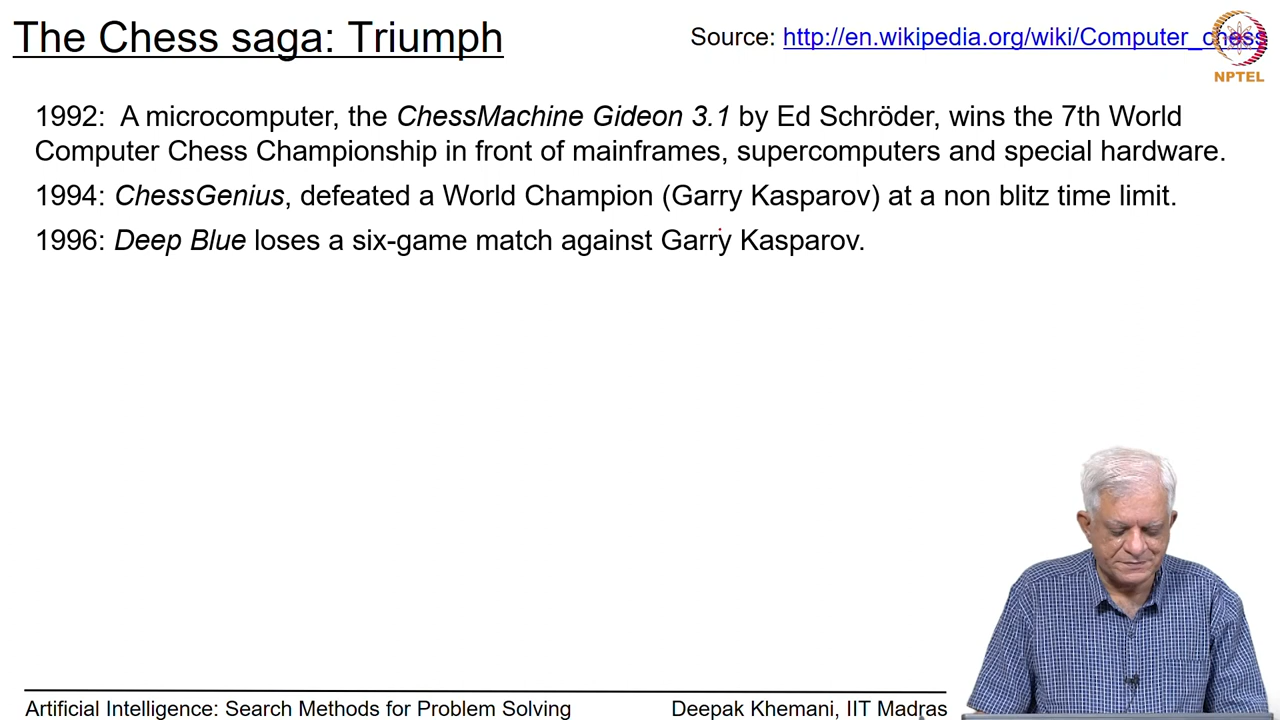 The Chess saga: Triumph
Source: http://en.wikipedia.org/wiki/Computer_chess
NPTEL
1992: A microcomputer, the ChessMachine Gideon 3.1 by Ed Schröder, wins the 7th World
Computer Chess Championship in front of mainframes, supercomputers and special hardware.
1994: ChessGenius, defeated a World Champion (Garry Kasparov) at a non blitz time limit.
1996: Deep Blue loses a six-game match against Garry Kasparov.
Artificial Intelligence: Search Methods for Problem Solving
Deepak Khemani, IIT Madras